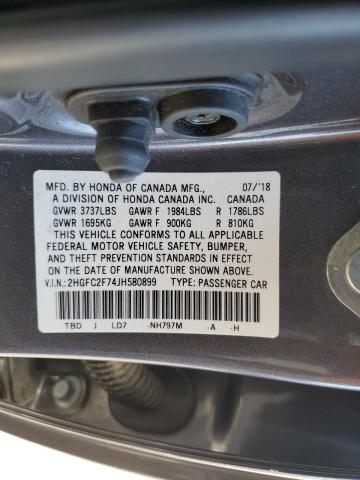 MFD. BY HONDA OF CANADA MFG., 07/'18
A DIVISION OF HONDA CANADA INC. CANADA
GVWR 3737LBS GAWR F 1984LBS R 1786LBS
GVWR 1695KG GAWR F 900KG R 810KG
THIS VEHICLE CONFORMS TO ALL APPLICABLE
FEDERAL MOTOR VEHICLE SAFETY, BUMPER,
AND THEFT PREVENTION STANDARDS IN EFFECT
ON THE DATE OF MANUFACTURE SHOWN ABOVE.
V.I.N.: 2HGFC2F74JH580899 TYPE: PASSENGER CAR
TBD J LD7 -NH797M -A -H